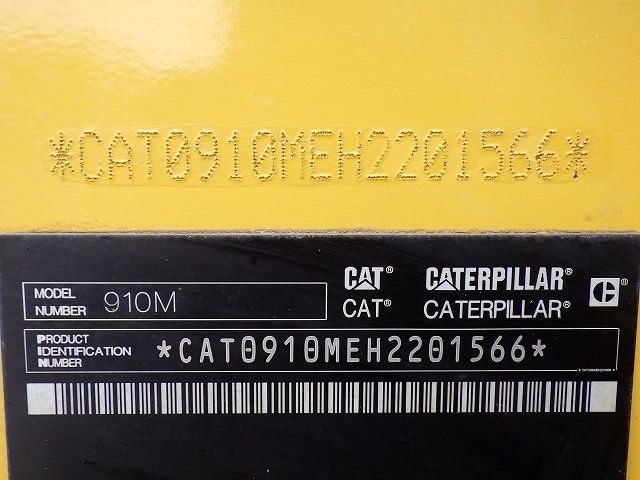 *CAT0910MEH2201566*
CAT® CATERPILLAR®
MODEL NUMBER 910M CAT® CATERPILLAR®
PRODUCT IDENTIFICATION NUMBER *CAT0910MEH2201566*